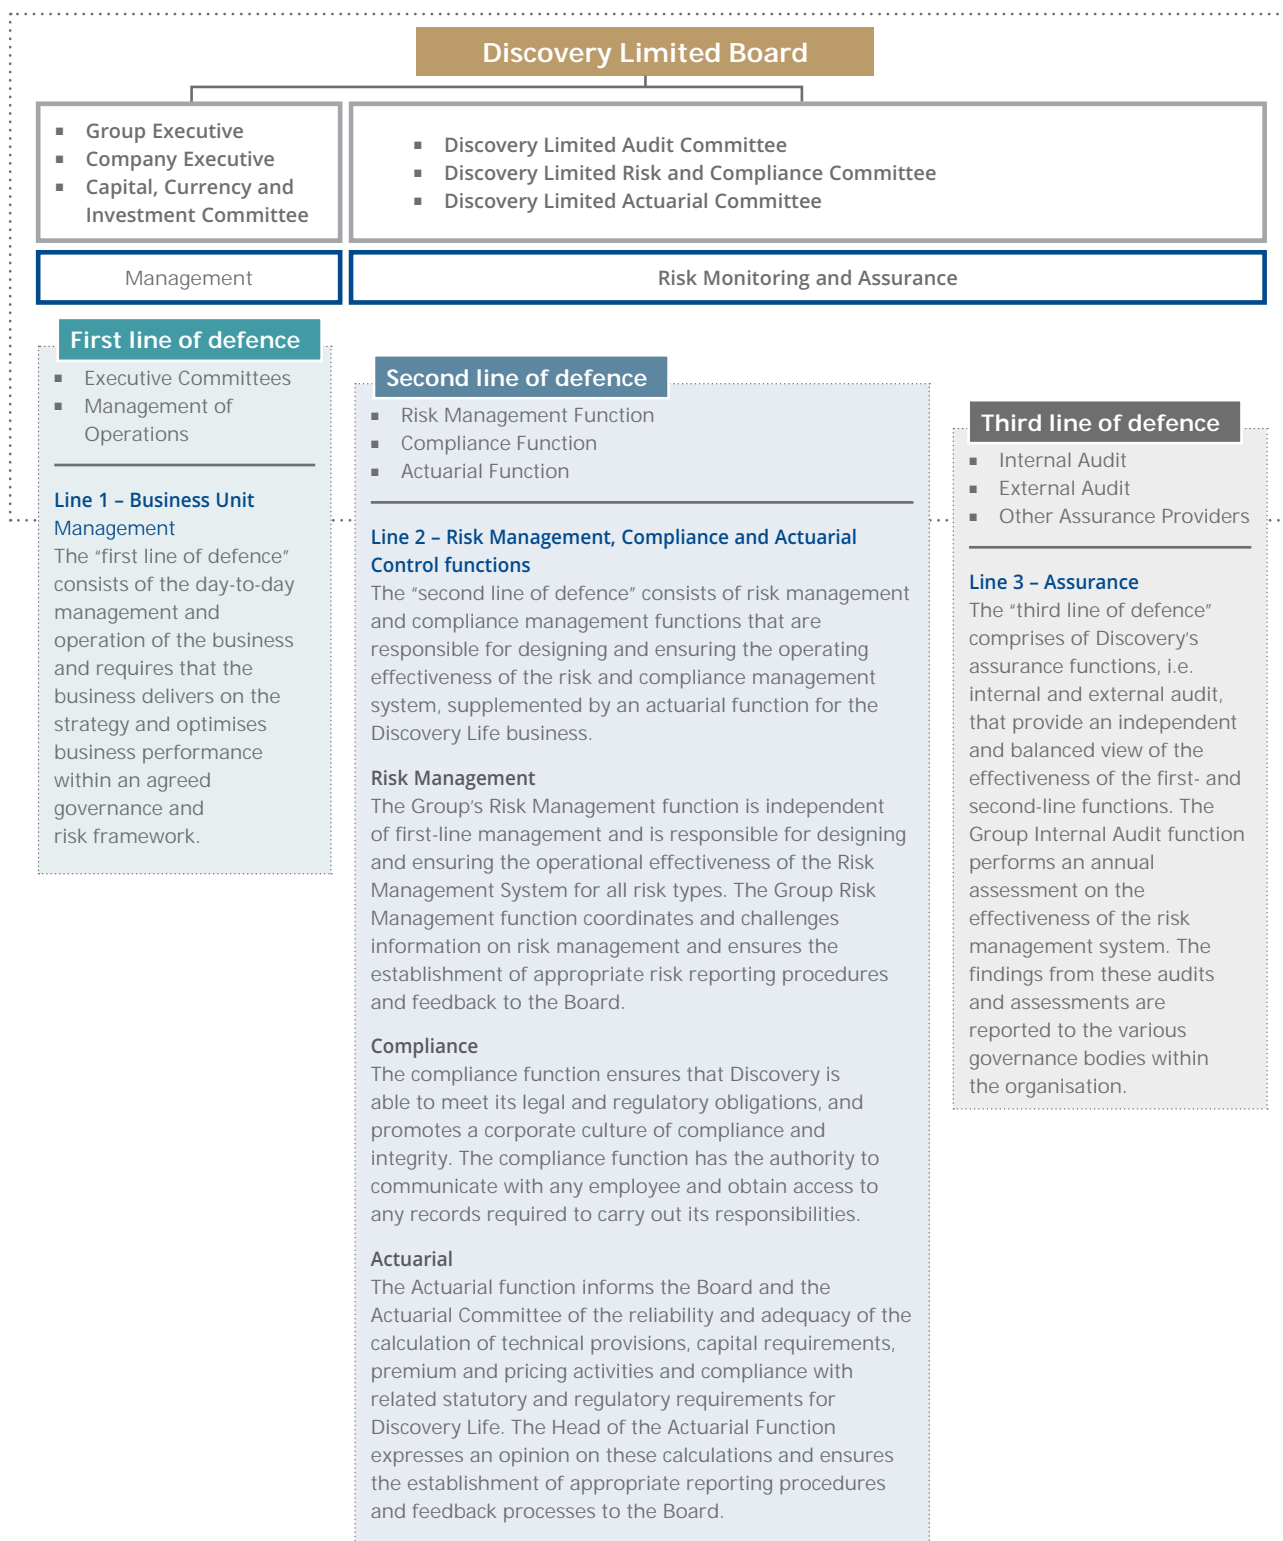 Discovery Limited Board
▪ Group Executive
▪ Company Executive
▪ Capital, Currency and
Investment Committee
▪ Discovery Limited Audit Committee
▪ Discovery Limited Risk and Compliance Committee
▪ Discovery Limited Actuarial Committee
Management
Risk Monitoring and Assurance
First line of defence
▪ Executive Committees
▪ Management of
Operations
Line 1 – Business Unit
Management
The “first line of defence”
consists of the day-to-day
management and
operation of the business
and requires that the
business delivers on the
strategy and optimises
business performance
within an agreed
governance and
risk framework.
Second line of defence
▪ Risk Management Function
▪ Compliance Function
▪ Actuarial Function
Line 2 – Risk Management, Compliance and Actuarial
Control functions
The “second line of defence” consists of risk management
and compliance management functions that are
responsible for designing and ensuring the operating
effectiveness of the risk and compliance management
system, supplemented by an actuarial function for the
Discovery Life business.
Risk Management
The Group’s Risk Management function is independent
of first-line management and is responsible for designing
and ensuring the operational effectiveness of the Risk
Management System for all risk types. The Group Risk
Management function coordinates and challenges
information on risk management and ensures the
establishment of appropriate risk reporting procedures
and feedback to the Board.
Compliance
The compliance function ensures that Discovery is
able to meet its legal and regulatory obligations, and
promotes a corporate culture of compliance and
integrity. The compliance function has the authority to
communicate with any employee and obtain access to
any records required to carry out its responsibilities.
Actuarial
The Actuarial function informs the Board and the
Actuarial Committee of the reliability and adequacy of the
calculation of technical provisions, capital requirements,
premium and pricing activities and compliance with
related statutory and regulatory requirements for
Discovery Life. The Head of the Actuarial Function
expresses an opinion on these calculations and ensures
the establishment of appropriate reporting procedures
and feedback processes to the Board.
Third line of defence
▪ Internal Audit
▪ External Audit
▪ Other Assurance Providers
Line 3 – Assurance
The “third line of defence”
comprises of Discovery’s
assurance functions, i.e.
internal and external audit,
that provide an independent
and balanced view of the
effectiveness of the first- and
second-line functions. The
Group Internal Audit function
performs an annual
assessment on the
effectiveness of the risk
management system. The
findings from these audits
and assessments are
reported to the various
governance bodies within
the organisation.